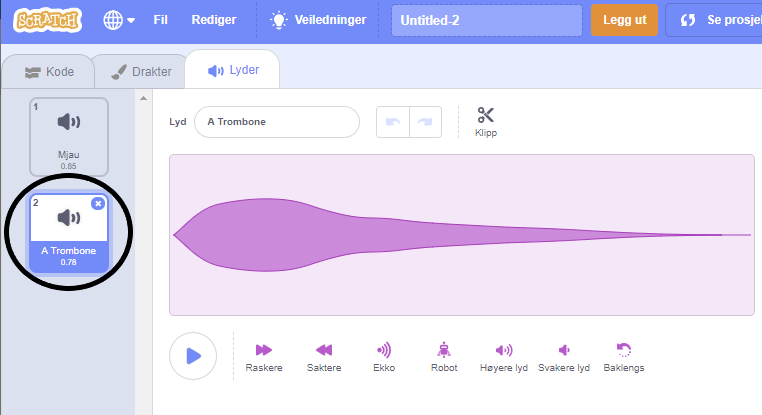 SCRATCH Fil Rediger Veiledninger Untitled-2 Legg ut Se prosje
Kode Drakter Lyder
1
Mjau
0.85
2
A Trombone
0.78
Lyd A Trombone
Klipp
Raskere Saktere Ekko Robot Høyere lyd Svakere lyd Baklengs